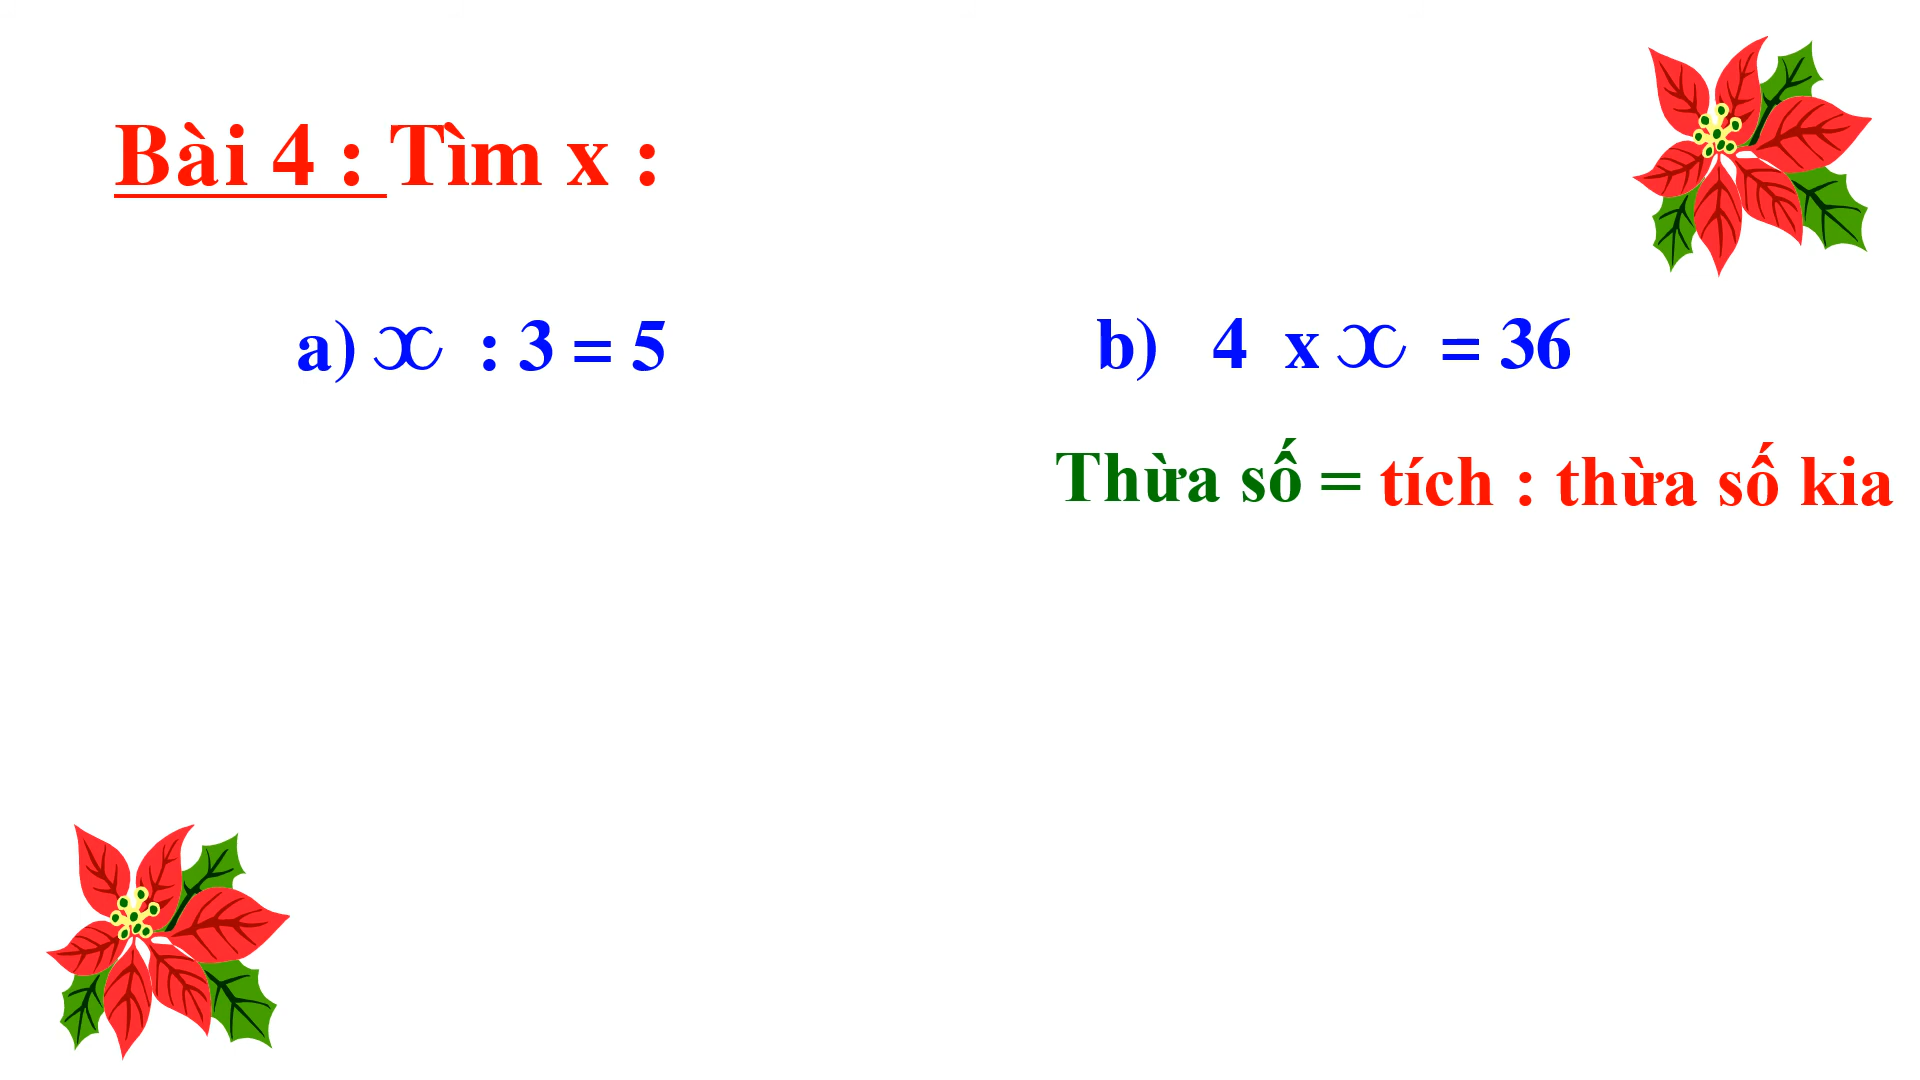 Bài 4 : Tìm x :
a) x : 3 = 5
b) 4 x x = 36
Thừa số = tích : thừa số kia